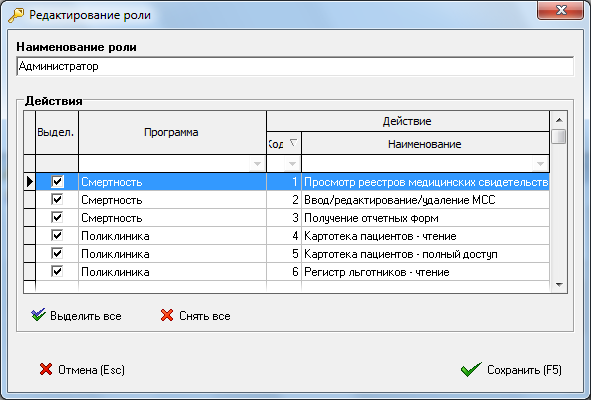 Редактирование роли
Наименование роли
Администратор
Действия
Выдел. Программа Действие
Код Наименование
Смертность 1 Просмотр реестров медицинских свидетельств
Смертность 2 Ввод/редактирование/удаление МСС
Смертность 3 Получение отчетных форм
Поликлиника 4 Картотека пациентов - чтение
Поликлиника 5 Картотека пациентов - полный доступ
Поликлиника 6 Регистр льготников - чтение
Выделить все Снять все
Отмена (Esc) Сохранить (F5)